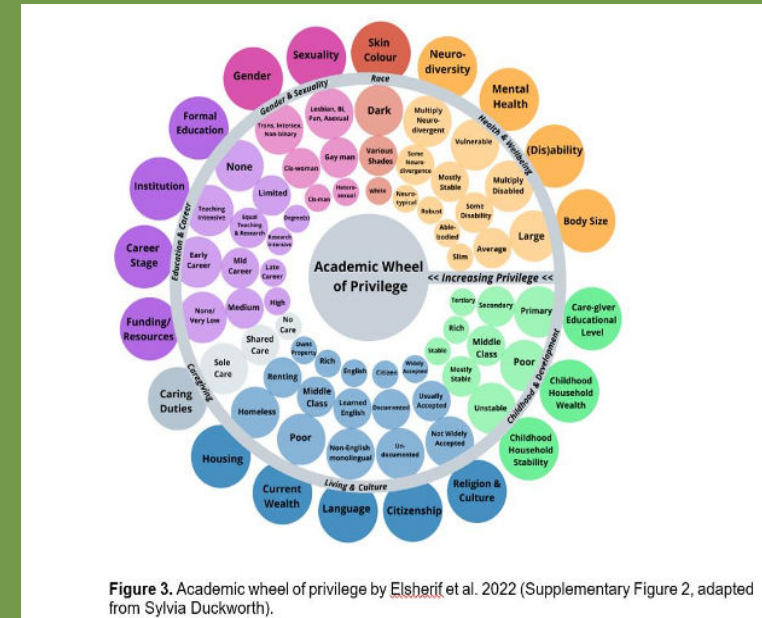 Skin
Colour
Neuro-
diversity
Mental
Health
(Dis)ability
Body Size
Care-giver
Educational
Level
Childhood
Household
Wealth
Childhood
Household
Stability
Religion &
Culture
Citizenship
Language
Current
Wealth
Housing
Caring
Duties
Funding/
Resources
Career
Stage
Institution
Formal
Education
Gender
Sexuality
Race
Health & Wellbeing
Childhood & Development
Living & Culture
Caregiving
Education & Career
Gender & Sexuality
Dark
Various
Shades
White
Multiply
Neuro-
divergent
Some
Neuro-
divergence
Neuro-
typical
Vulnerable
Mostly
Stable
Robust
Multiply
Disabled
Some
Disability
Able-
bodied
Large
Average
Slim
Academic Wheel
of Privilege
<< Increasing Privilege <<
Tertiary
Secondary
Primary
Rich
Middle
Class
Poor
Stable
Mostly
Stable
Unstable
Widely
Accepted
Usually
Accepted
Not Widely
Accepted
Citizen
Documented
Un-
documented
English
Learned
English
Non-English
monolingual
Rich
Middle
Class
Poor
Owns
Property
Renting
Homeless
No
Care
Shared
Care
Sole
Care
High
Medium
None/
Very Low
Late
Career
Mid
Career
Early
Career
Research
Intensive
Equal
Teaching
& Research
Teaching
Intensive
Degree(s)
Limited
None
Cis-man
Cis-woman
Trans, Intersex,
Non-binary
Hetero-
sexual
Gay man
Lesbian, Bi,
Pan, Asexual
Figure 3. Academic wheel of privilege by Elsherif et al. 2022 (Supplementary Figure 2, adapted
from Sylvia Duckworth).